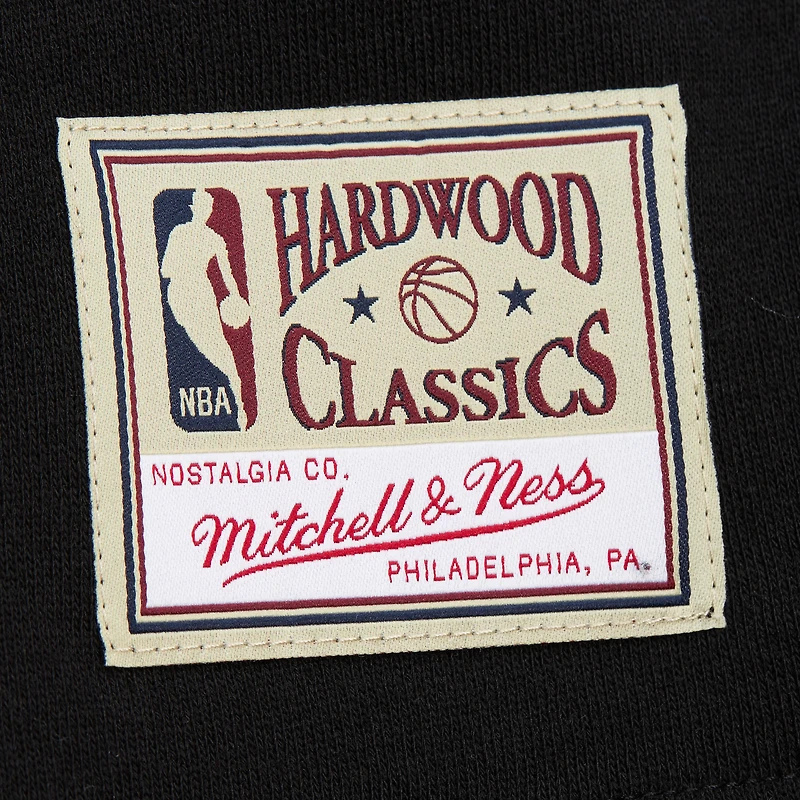 NBA
HARDWOOD
CLASSICS
NOSTALGIA CO.
Mitchell & Ness
PHILADELPHIA, PA.